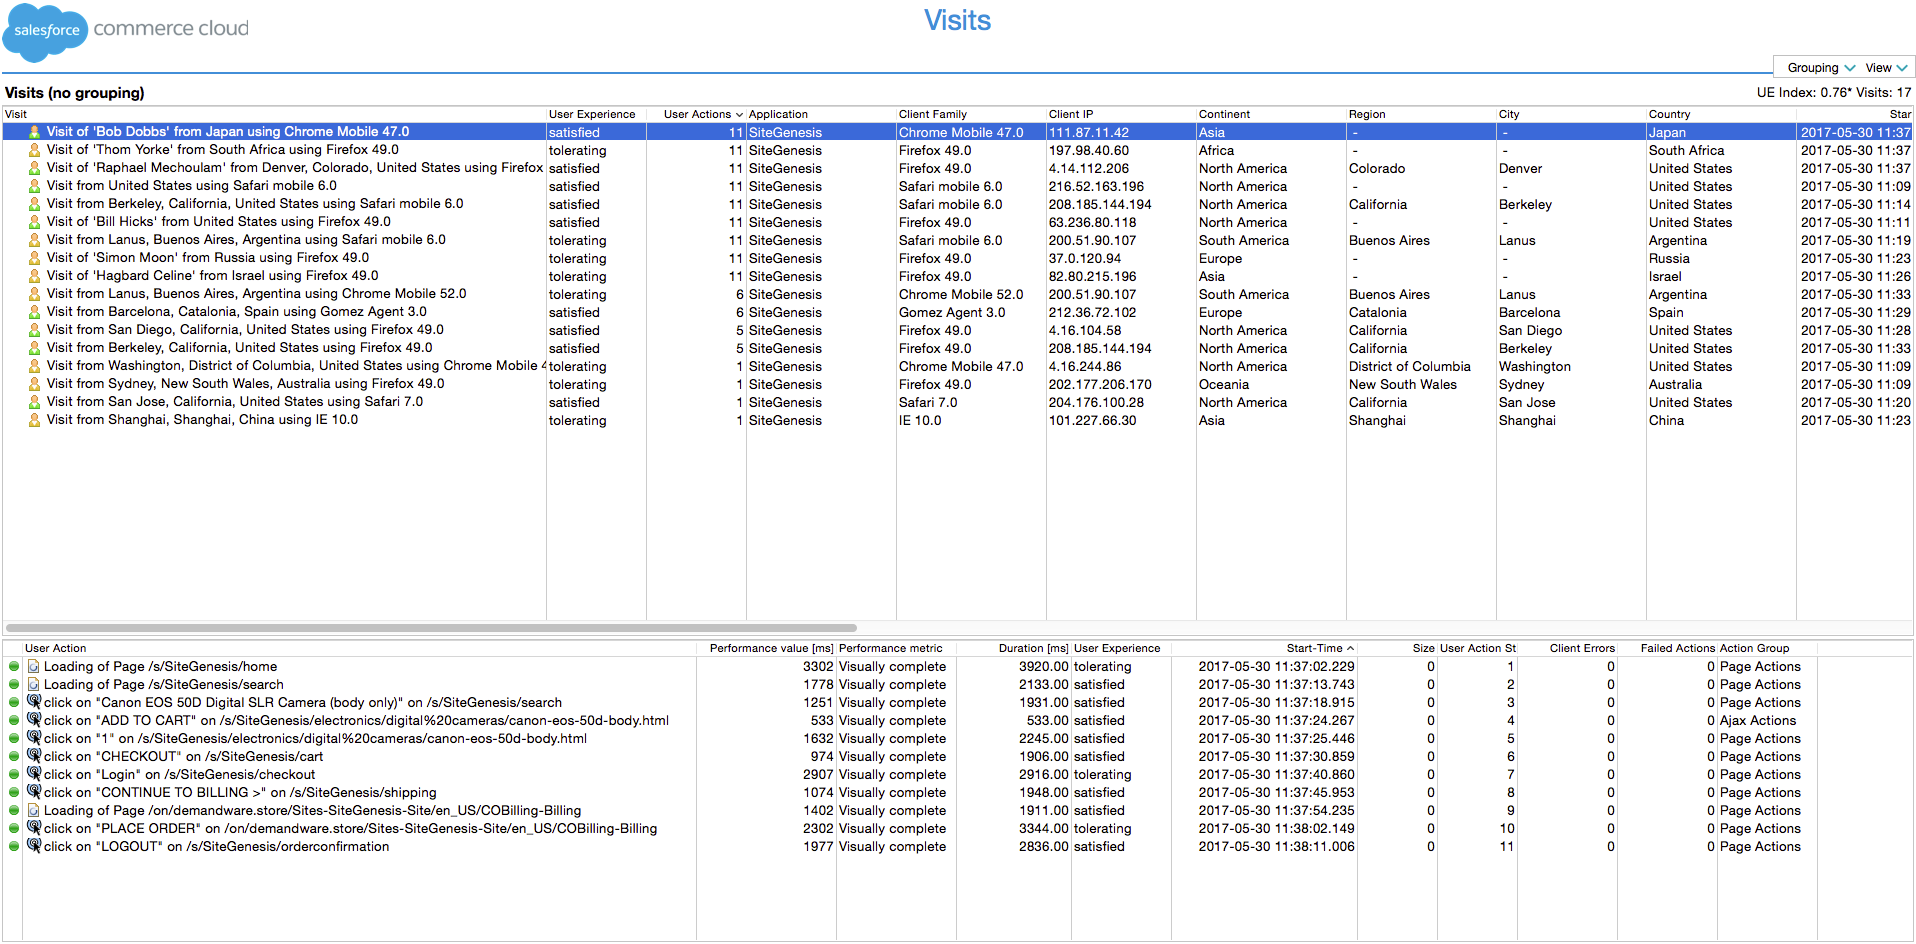 salesforce commerce cloud
Visits
Grouping View
Visits (no grouping) UE Index: 0.76* Visits: 17
Visit User Experience User Actions Application Client Family Client IP Continent Region City Country Star
Visit of 'Bob Dobbs' from Japan using Chrome Mobile 47.0 satisfied 11 SiteGenesis Chrome Mobile 47.0 111.87.11.42 Asia - - Japan 2017-05-30 11:37
Visit of 'Thom Yorke' from South Africa using Firefox 49.0 tolerating 11 SiteGenesis Firefox 49.0 197.98.40.60 Africa - - South Africa 2017-05-30 11:37
Visit of 'Raphael Mechoulam' from Denver, Colorado, United States using Firefox satisfied 11 SiteGenesis Firefox 49.0 4.14.112.206 North America Colorado Denver United States 2017-05-30 11:37
Visit from United States using Safari mobile 6.0 satisfied 11 SiteGenesis Safari mobile 6.0 216.52.163.196 North America - - United States 2017-05-30 11:09
Visit from Berkeley, California, United States using Safari mobile 6.0 satisfied 11 SiteGenesis Safari mobile 6.0 208.185.144.194 North America California Berkeley United States 2017-05-30 11:14
Visit of 'Bill Hicks' from United States using Firefox 49.0 satisfied 11 SiteGenesis Firefox 49.0 63.236.80.118 North America - - United States 2017-05-30 11:11
Visit from Lanus, Buenos Aires, Argentina using Safari mobile 6.0 tolerating 11 SiteGenesis Safari mobile 6.0 200.51.90.107 South America Buenos Aires Lanus Argentina 2017-05-30 11:19
Visit of 'Simon Moon' from Russia using Firefox 49.0 tolerating 11 SiteGenesis Firefox 49.0 37.0.120.94 Europe - - Russia 2017-05-30 11:23
Visit of 'Hagbard Celine' from Israel using Firefox 49.0 tolerating 11 SiteGenesis Firefox 49.0 82.80.215.196 Asia - - Israel 2017-05-30 11:26
Visit from Lanus, Buenos Aires, Argentina using Chrome Mobile 52.0 tolerating 6 SiteGenesis Chrome Mobile 52.0 200.51.90.107 South America Buenos Aires Lanus Argentina 2017-05-30 11:33
Visit from Barcelona, Catalonia, Spain using Gomez Agent 3.0 satisfied 6 SiteGenesis Gomez Agent 3.0 212.36.72.102 Europe Catalonia Barcelona Spain 2017-05-30 11:29
Visit from San Diego, California, United States using Firefox 49.0 satisfied 5 SiteGenesis Firefox 49.0 4.16.104.58 North America California San Diego United States 2017-05-30 11:28
Visit from Berkeley, California, United States using Firefox 49.0 satisfied 5 SiteGenesis Firefox 49.0 208.185.144.194 North America California Berkeley United States 2017-05-30 11:33
Visit from Washington, District of Columbia, United States using Chrome Mobile 4 tolerating 1 SiteGenesis Chrome Mobile 47.0 4.16.244.86 North America District of Columbia Washington United States 2017-05-30 11:09
Visit from Sydney, New South Wales, Australia using Firefox 49.0 tolerating 1 SiteGenesis Firefox 49.0 202.177.206.170 Oceania New South Wales Sydney Australia 2017-05-30 11:09
Visit from San Jose, California, United States using Safari 7.0 satisfied 1 SiteGenesis Safari 7.0 204.176.100.28 North America California San Jose United States 2017-05-30 11:20
Visit from Shanghai, Shanghai, China using IE 10.0 tolerating 1 SiteGenesis IE 10.0 101.227.66.30 Asia Shanghai Shanghai China 2017-05-30 11:23
User Action Performance value [ms] Performance metric Duration [ms] User Experience Start-Time Size User Action St Client Errors Failed Actions Action Group
Loading of Page /s/SiteGenesis/home 3302 Visually complete 3920.00 tolerating 2017-05-30 11:37:02.229 0 1 0 0 Page Actions
Loading of Page /s/SiteGenesis/search 1778 Visually complete 2133.00 satisfied 2017-05-30 11:37:13.743 0 2 0 0 Page Actions
click on "Canon EOS 50D Digital SLR Camera (body only)" on /s/SiteGenesis/search 1251 Visually complete 1931.00 satisfied 2017-05-30 11:37:18.915 0 3 0 0 Page Actions
click on "ADD TO CART" on /s/SiteGenesis/electronics/digital%20cameras/canon-eos-50d-body.html 533 Visually complete 533.00 satisfied 2017-05-30 11:37:24.267 0 4 0 0 Ajax Actions
click on "1" on /s/SiteGenesis/electronics/digital%20cameras/canon-eos-50d-body.html 1632 Visually complete 2245.00 satisfied 2017-05-30 11:37:25.446 0 5 0 0 Page Actions
click on "CHECKOUT" on /s/SiteGenesis/cart 974 Visually complete 1906.00 satisfied 2017-05-30 11:37:30.859 0 6 0 0 Page Actions
click on "Login" on /s/SiteGenesis/checkout 2907 Visually complete 2916.00 tolerating 2017-05-30 11:37:40.860 0 7 0 0 Page Actions
click on "CONTINUE TO BILLING >" on /s/SiteGenesis/shipping 1074 Visually complete 1948.00 satisfied 2017-05-30 11:37:45.953 0 8 0 0 Page Actions
Loading of Page /on/demandware.store/Sites-SiteGenesis-Site/en_US/COBilling-Billing 1402 Visually complete 1911.00 satisfied 2017-05-30 11:37:54.235 0 9 0 0 Page Actions
click on "PLACE ORDER" on /on/demandware.store/Sites-SiteGenesis-Site/en_US/COBilling-Billing 2302 Visually complete 3344.00 tolerating 2017-05-30 11:38:02.149 0 10 0 0 Page Actions
click on "LOGOUT" on /s/SiteGenesis/orderconfirmation 1977 Visually complete 2836.00 satisfied 2017-05-30 11:38:11.006 0 11 0 0 Page Actions